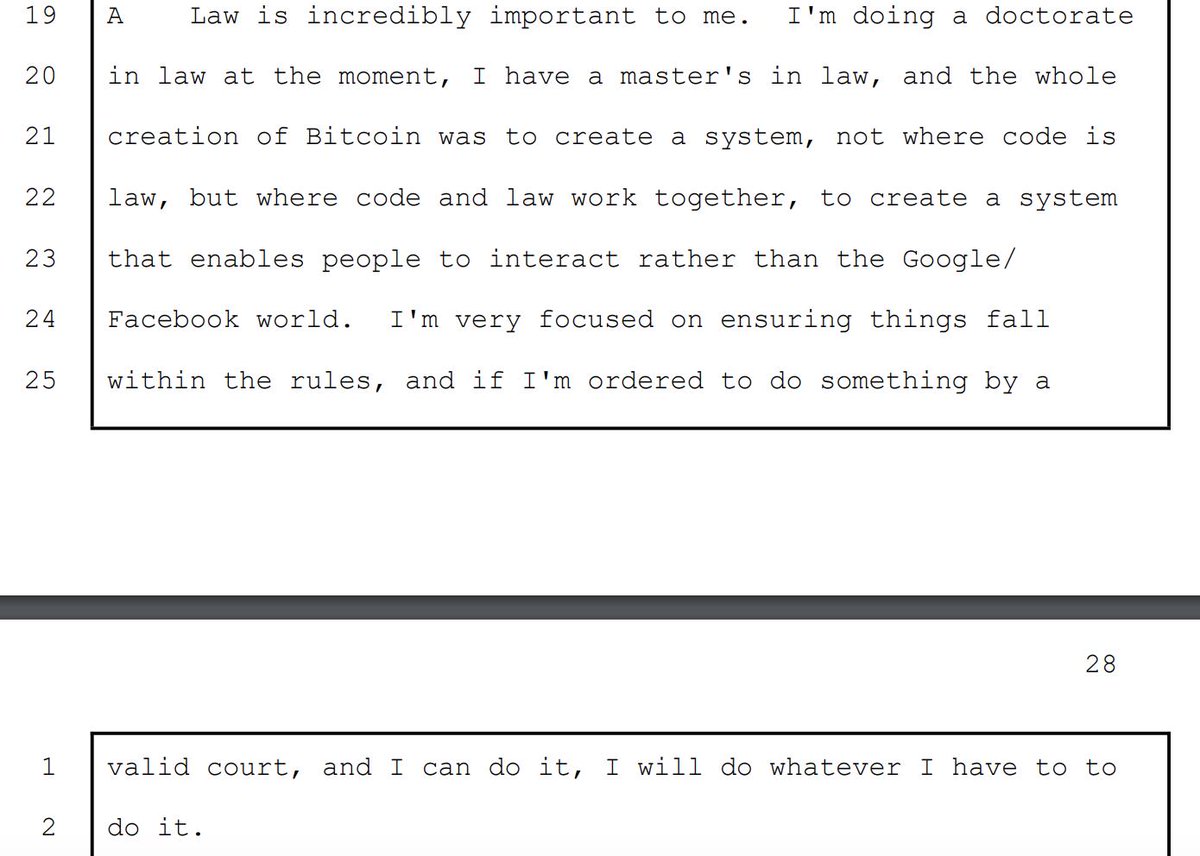 19 A Law is incredibly important to me. I'm doing a doctorate
20 in law at the moment, I have a master's in law, and the whole
21 creation of Bitcoin was to create a system, not where code is
22 law, but where code and law work together, to create a system
23 that enables people to interact rather than the Google/
24 Facebook world. I'm very focused on ensuring things fall
25 within the rules, and if I'm ordered to do something by a
28
1 valid court, and I can do it, I will do whatever I have to to
2 do it.